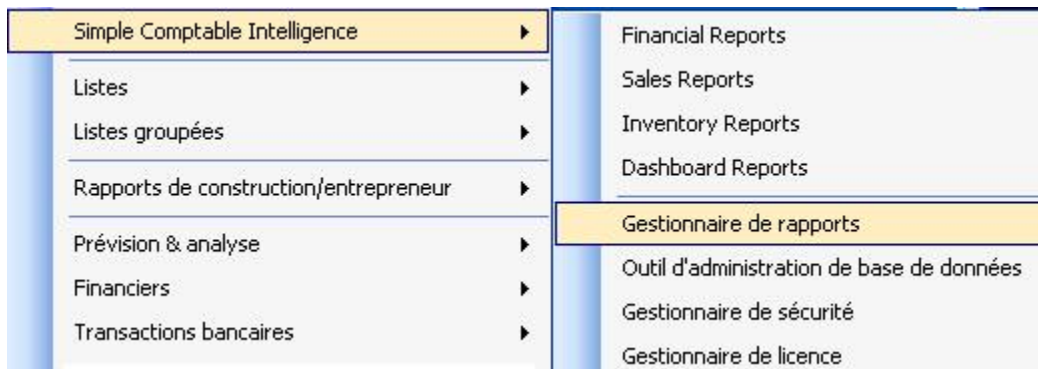 Simple Comptable Intelligence
Listes
Listes groupées
Rapports de construction/entrepreneur
Prévision & analyse
Financiers
Transactions bancaires
Financial Reports
Sales Reports
Inventory Reports
Dashboard Reports
Gestionnaire de rapports
Outil d'administration de base de données
Gestionnaire de sécurité
Gestionnaire de licence